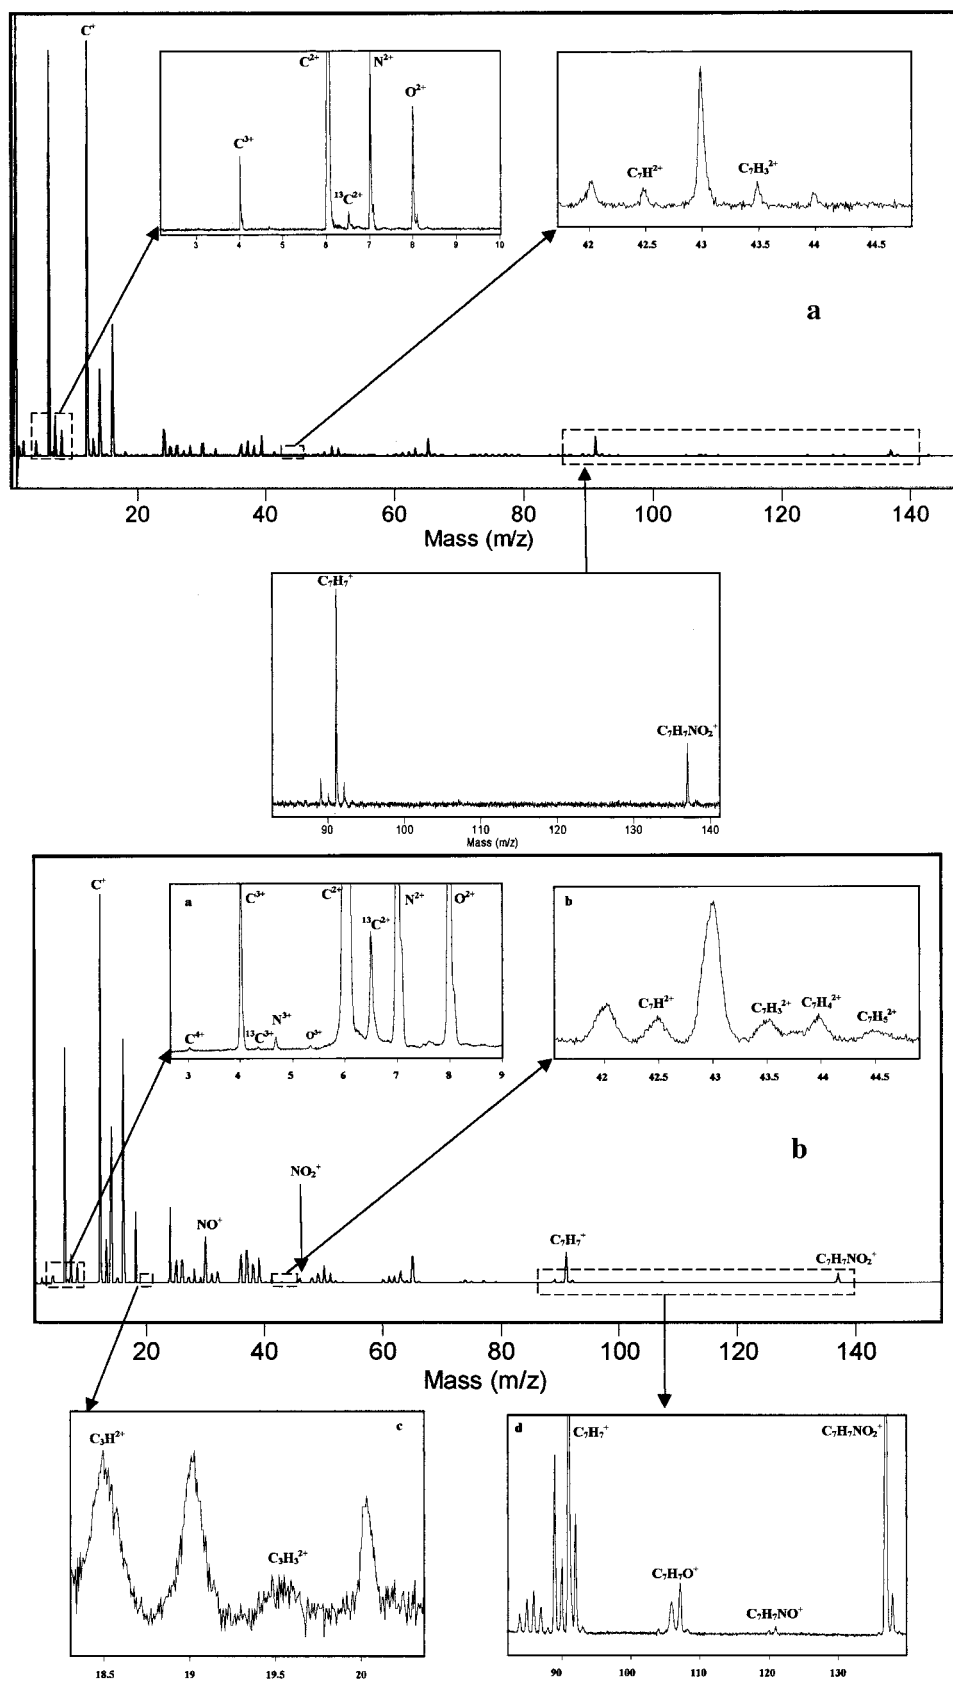 C⁺
C²⁺
N²⁺
O²⁺
C³⁺
¹³C²⁺
3 4 5 6 7 8 9 10
C₇H²⁺
C₇H₃²⁺
42 42.5 43 43.5 44 44.5
a
20 40 60 80 100 120 140
Mass (m/z)
C₇H₇⁺
C₇H₇NO₂⁺
90 100 110 120 130 140
Mass (m/z)
C⁺
a
C³⁺
C²⁺
¹³C²⁺
N²⁺
O²⁺
C⁴⁺
¹³C³⁺
N³⁺
O³⁺
2 3 4 5 6 7 8 9
b
C₇H²⁺
C₇H₃²⁺
C₇H₄²⁺
C₇H₅²⁺
42 42.5 43 43.5 44 44.5
b
NO₂⁺
NO⁺
C₇H₇⁺
C₇H₇NO₂⁺
20 40 60 80 100 120 140
Mass (m/z)
C₃H²⁺
c
C₃H₃²⁺
18.5 19 19.5 20
d
C₇H₇⁺
C₇H₇NO₂⁺
C₇H₇O⁺
C₇H₇NO⁺
90 100 110 120 130